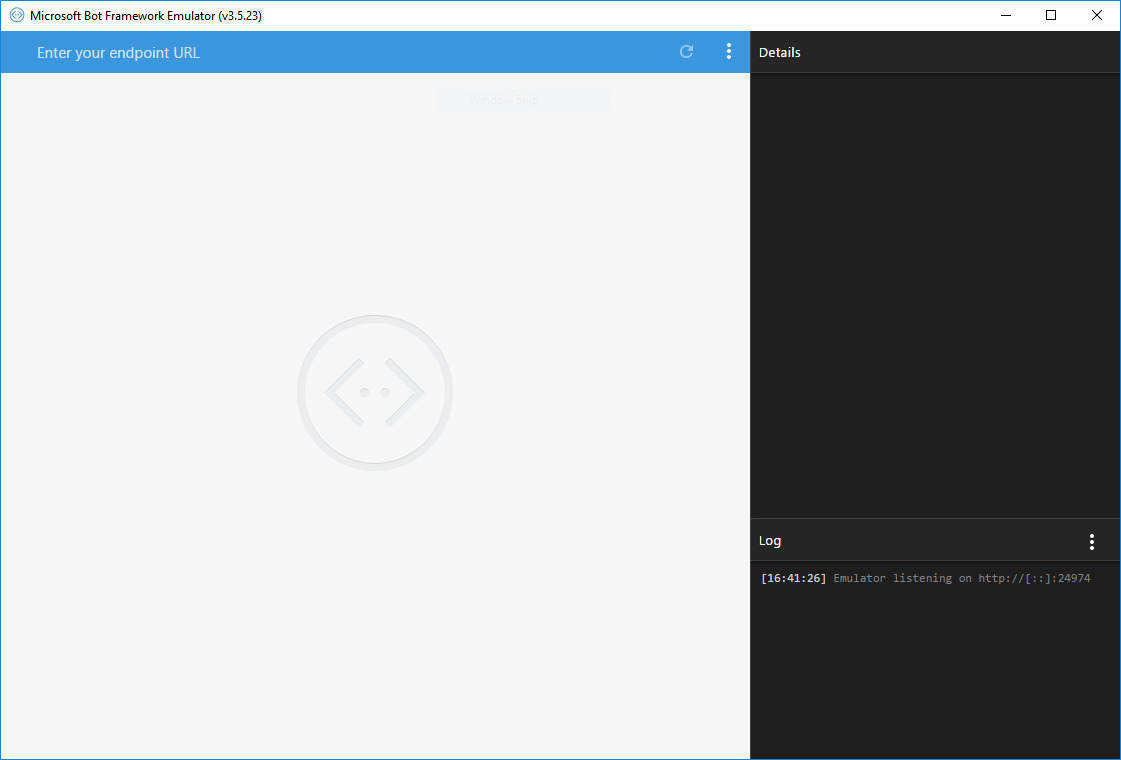 Microsoft Bot Framework Emulator (v3.5.23)
Enter your endpoint URL
Details
Window Snip
Log
[16:41:26] Emulator listening on http://[::]:24974